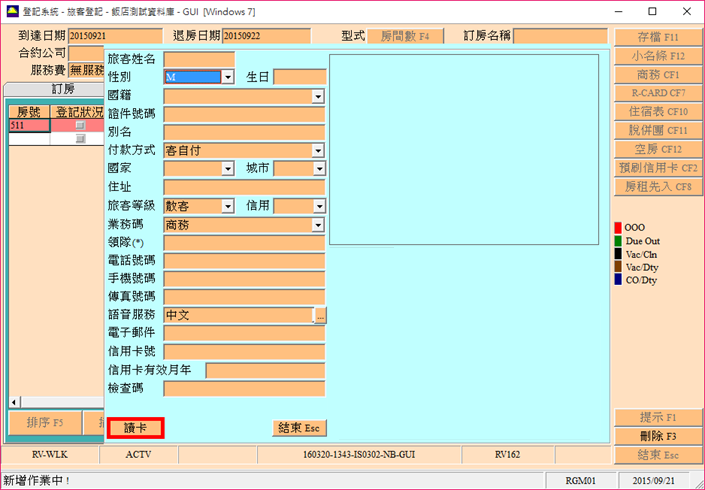 登記系統 - 旅客登記 - 飯店測試資料庫 - GUI [Windows 7]
到達日期 20150921 退房日期 20150922 型式 房間數 F4 訂房名稱
合約公司
服務費 無服務
訂房
房號 登記狀況
511
旅客姓名
性別 M 生日
國籍
證件號碼
別名
付款方式 客自付
國家 城市
住址
旅客等級 散客 信用
業務碼 商務
領隊(*)
電話號碼
手機號碼
傳真號碼
語音服務 中文 ...
電子郵件
信用卡號
信用卡有效月年
檢查碼
讀卡 結束 Esc
排序 F5
存檔 F11
小名條 F12
商務 CF1
R-CARD CF7
住宿表 CF10
脫併團 CF11
空房 CF12
預刷信用卡 CF2
房租先入 CF8
OOO
Due Out
Vac/Cln
Vac/Dty
CO/Dty
提示 F1
刪除 F3
結束 Esc
RV-WLK ACTV 160320-1343-IS0302-NB-GUI RV162
新增作業中！ RGM01 2015/09/21